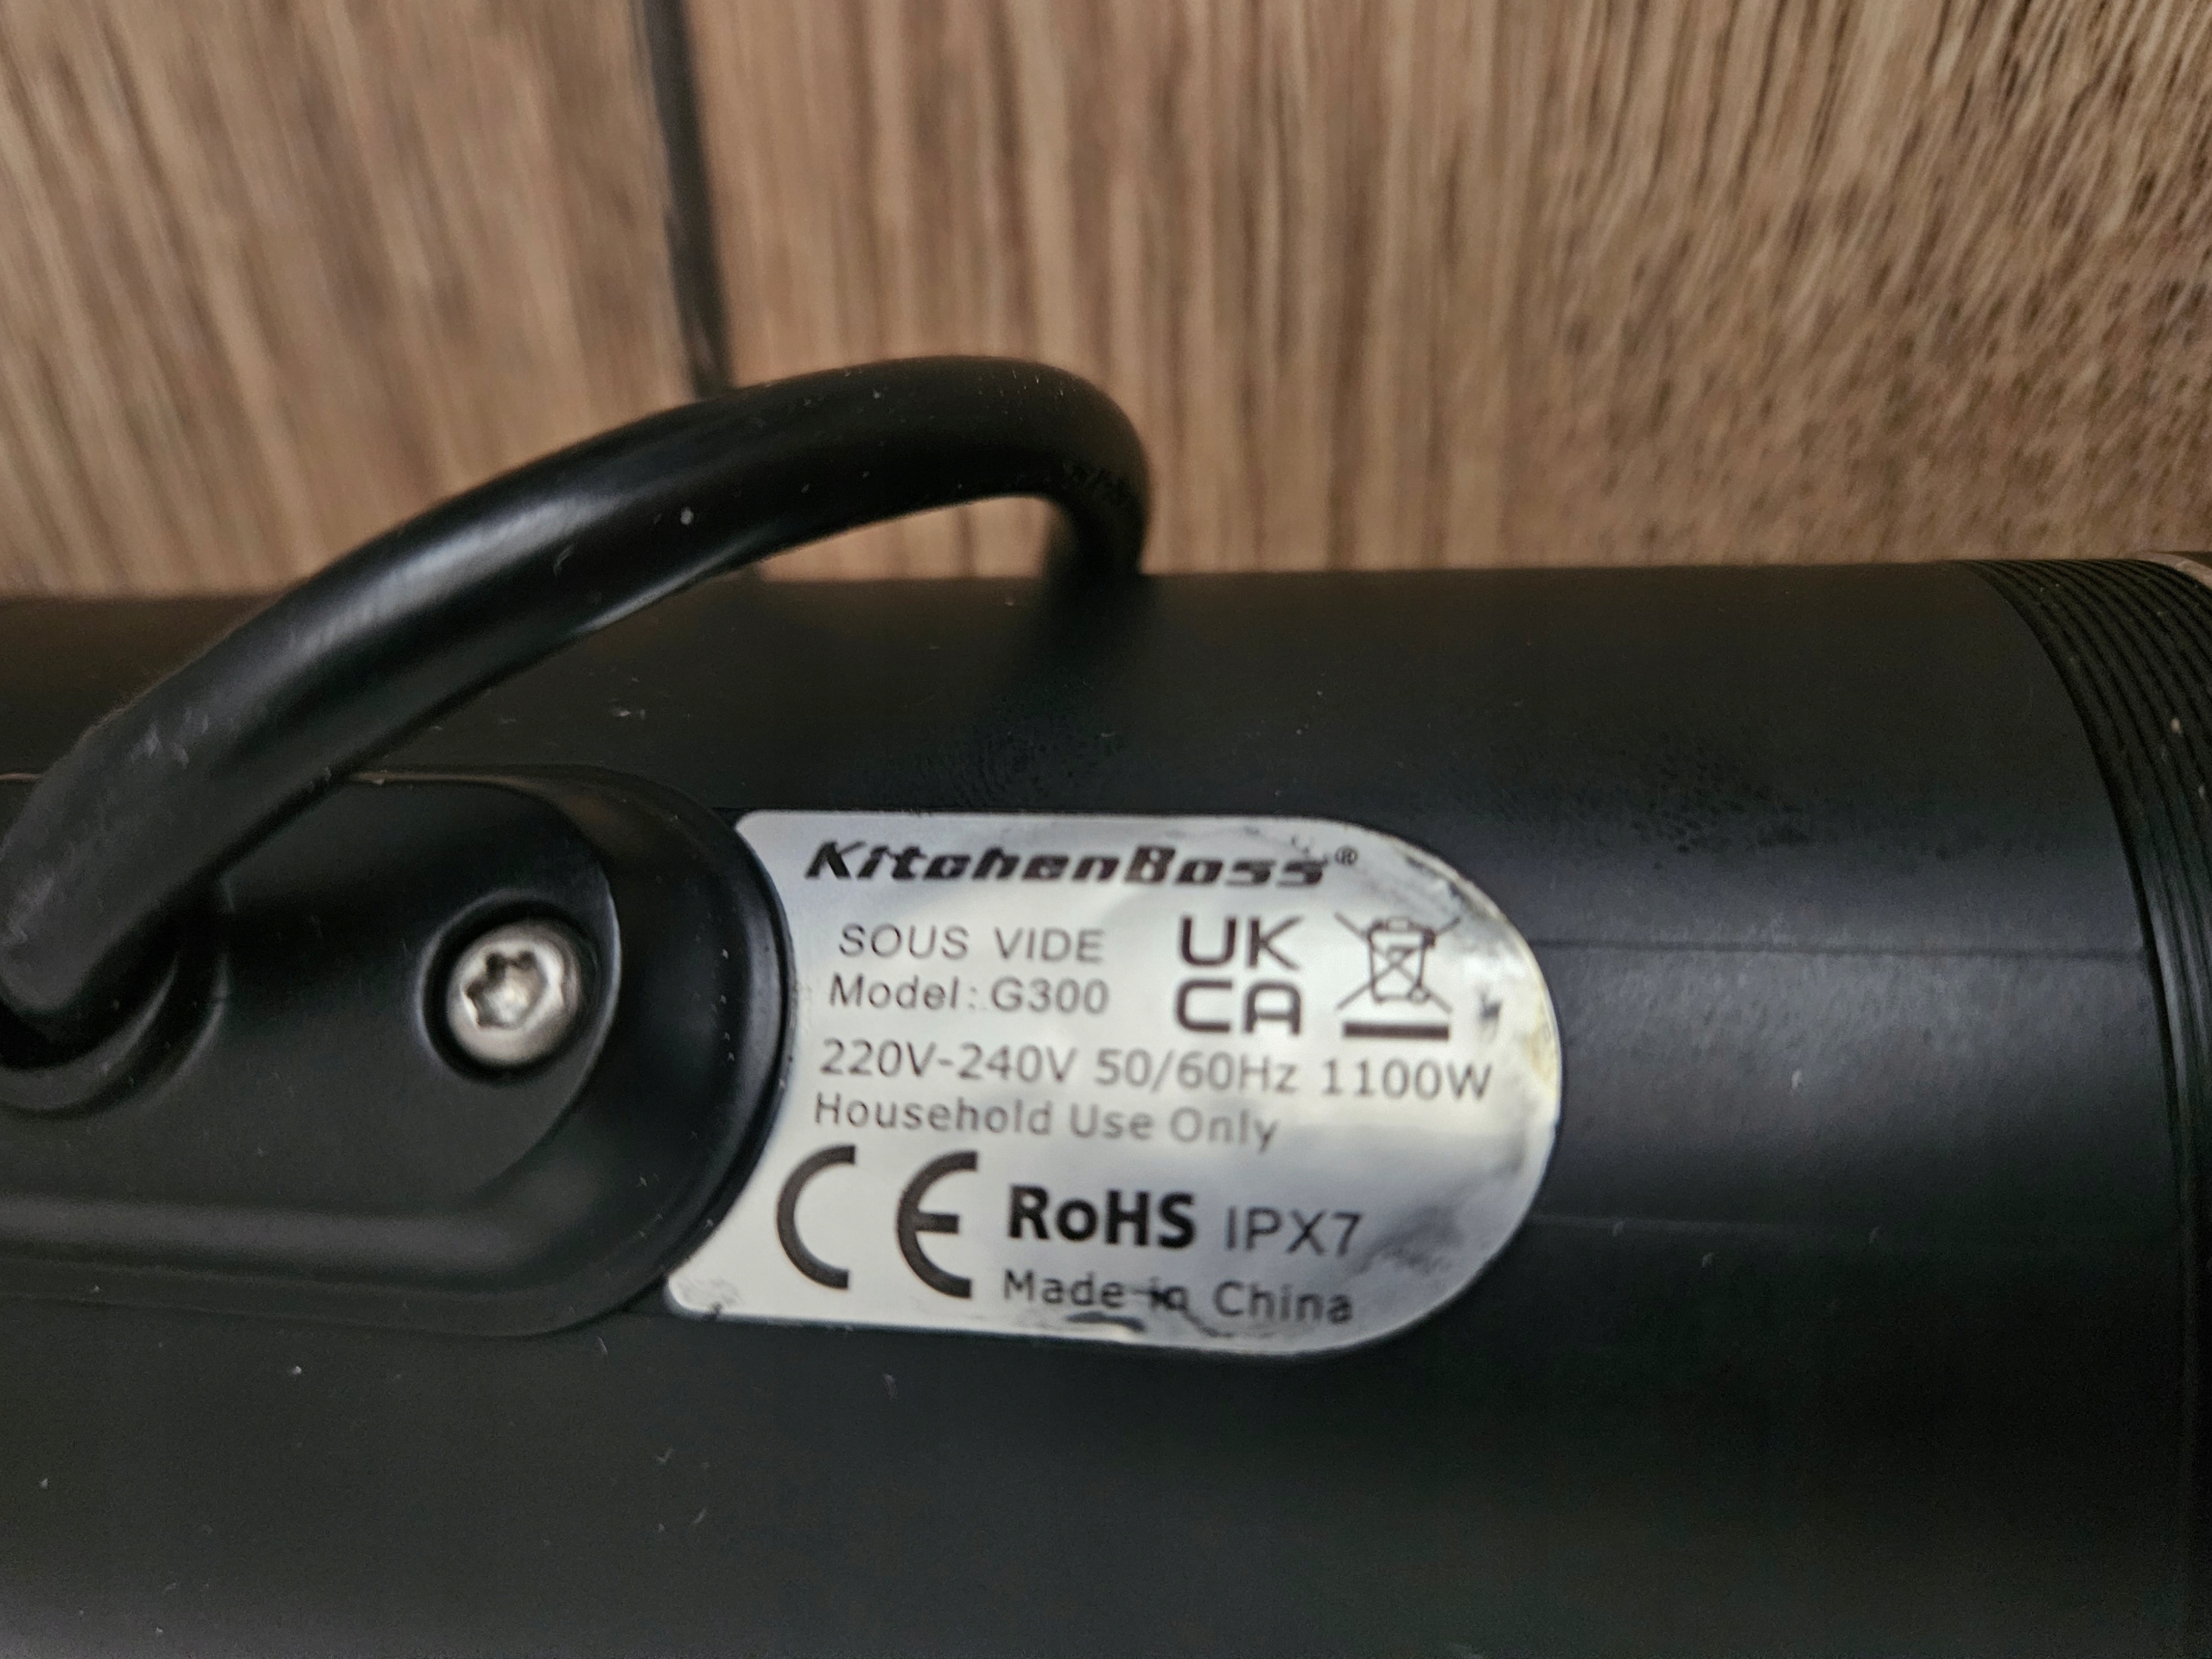 KitchenBoss®
SOUS VIDE
Model: G300
UK
CA
220V-240V 50/60Hz 1100W
Household Use Only
CE RoHS IPX7
Made in China